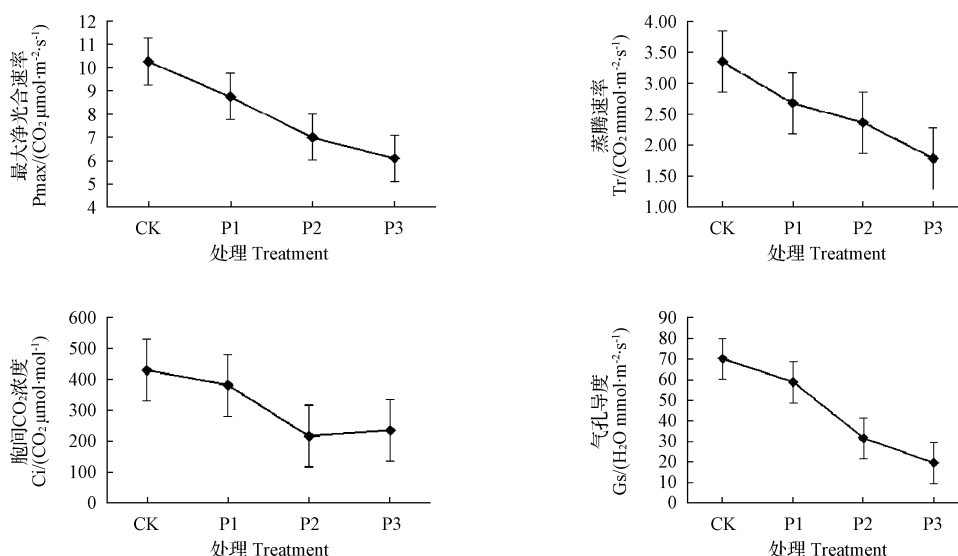 最大净光合速率
Pmax/(CO₂ μmol·m⁻²·s⁻¹)
12
11
10
9
8
7
6
5
4
CK P1 P2 P3
处理 Treatment
蒸腾速率
Tr/(CO₂ mmol·m⁻²·s⁻¹)
4.00
3.50
3.00
2.50
2.00
1.50
1.00
CK P1 P2 P3
处理 Treatment
胞间CO₂浓度
Ci/(CO₂ μmol·mol⁻¹)
600
500
400
300
200
100
0
CK P1 P2 P3
处理 Treatment
气孔导度
Gs/(H₂O mmol·m⁻²·s⁻¹)
90
80
70
60
50
40
30
20
10
0
CK P1 P2 P3
处理 Treatment